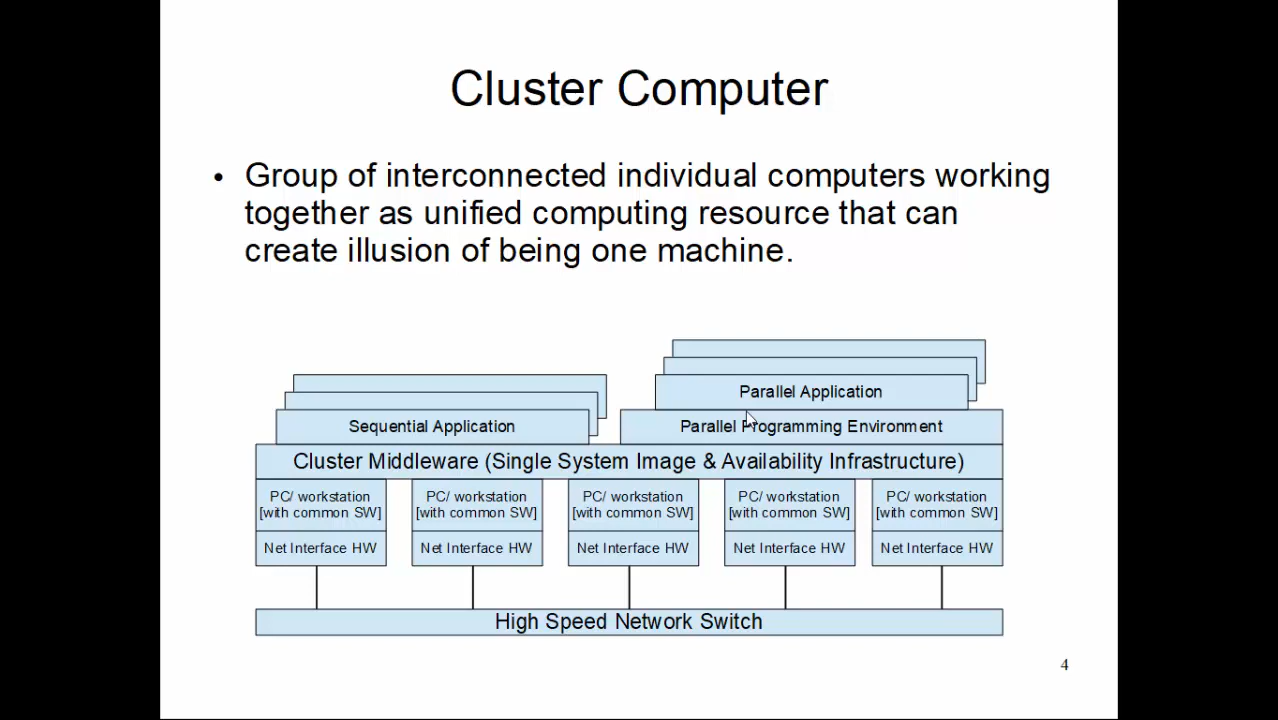 Cluster Computer
• Group of interconnected individual computers working
together as unified computing resource that can
create illusion of being one machine.
Parallel Application
Sequential Application
Parallel Programming Environment
Cluster Middleware (Single System Image & Availability Infrastructure)
PC/ workstation
[with common SW]
Net Interface HW
PC/ workstation
[with common SW]
Net Interface HW
PC/ workstation
[with common SW]
Net Interface HW
PC/ workstation
[with common SW]
Net Interface HW
PC/ workstation
[with common SW]
Net Interface HW
High Speed Network Switch
4